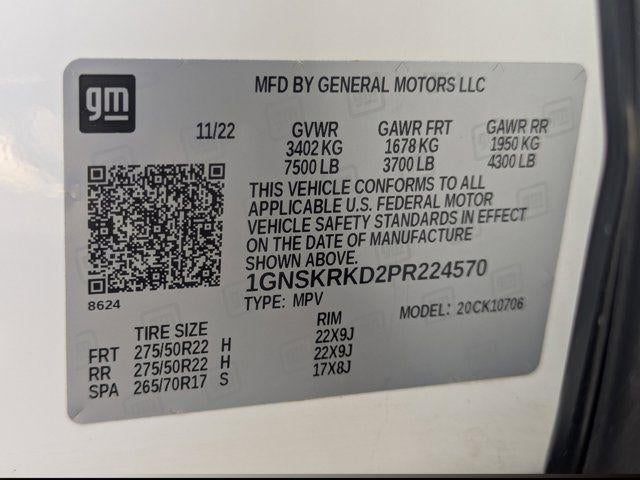 gm
MFD BY GENERAL MOTORS LLC
11/22 GVWR GAWR FRT GAWR RR
3402 KG 1678 KG 1950 KG
7500 LB 3700 LB 4300 LB
THIS VEHICLE CONFORMS TO ALL
APPLICABLE U.S. FEDERAL MOTOR
VEHICLE SAFETY STANDARDS IN EFFECT
ON THE DATE OF MANUFACTURE
SHOWN ABOVE.
1GNSKRKD2PR224570
8624
TYPE: MPV MODEL: 20CK10706
TIRE SIZE RIM
FRT 275/50R22 H 22X9J
RR 275/50R22 H 22X9J
SPA 265/70R17 S 17X8J